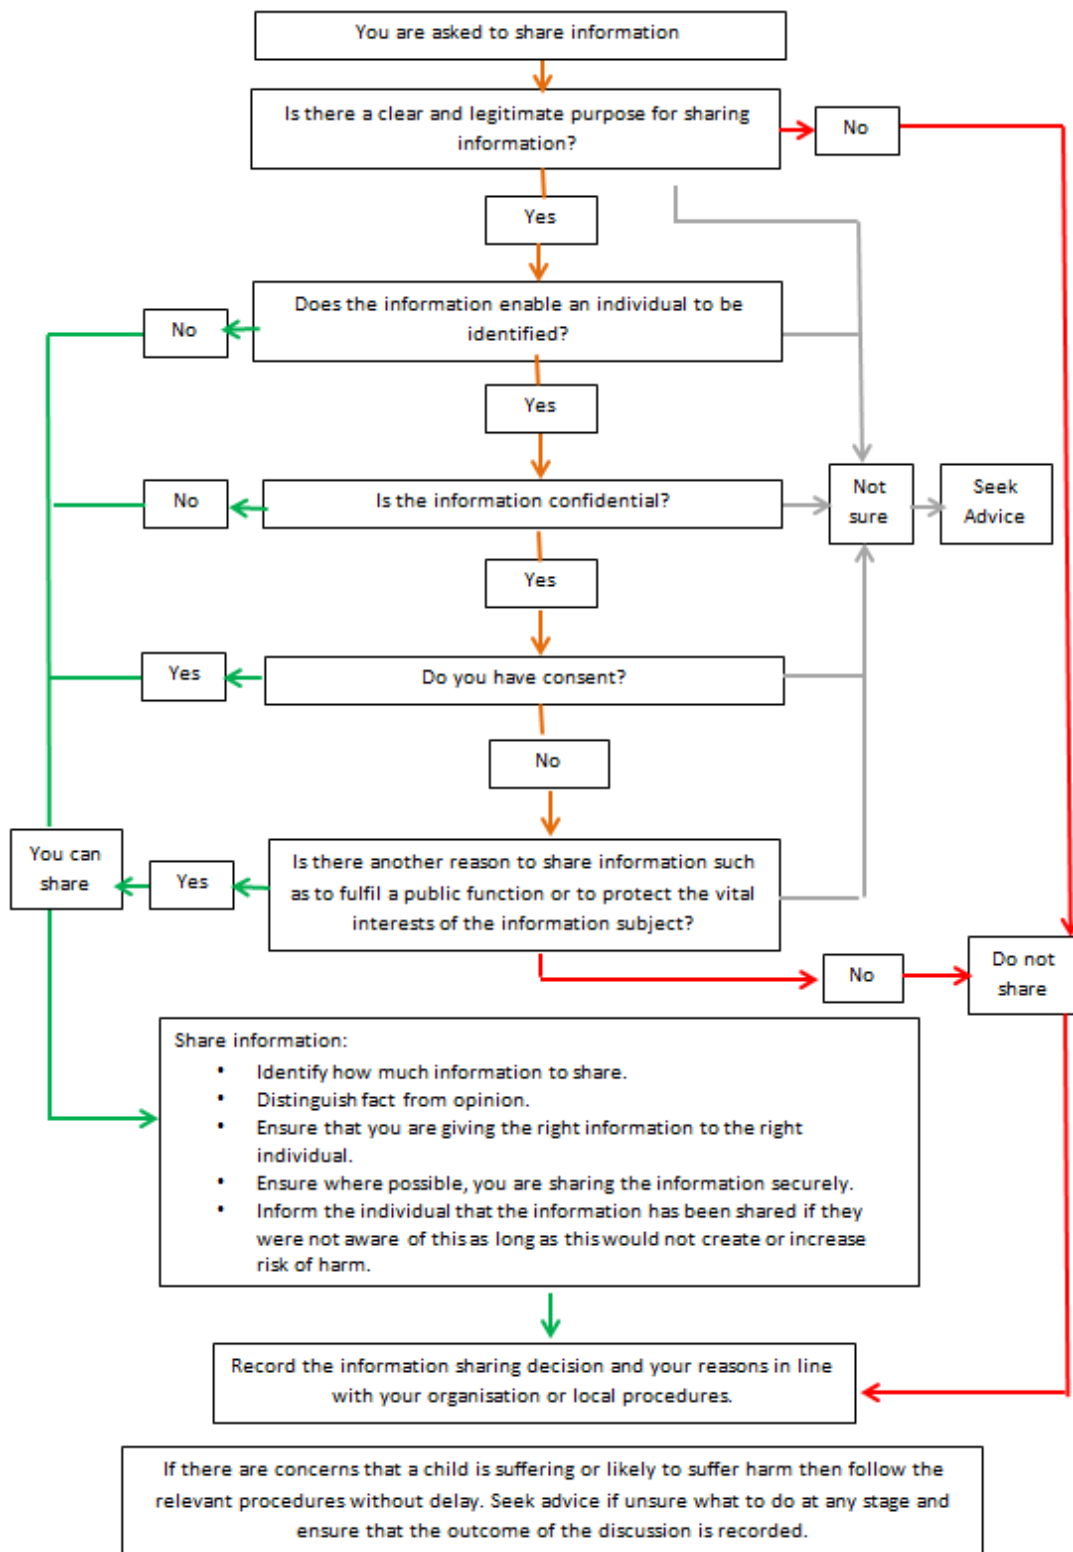 You are asked to share information
Is there a clear and legitimate purpose for sharing
information?
No
Yes
Does the information enable an individual to be
identified?
No
Yes
Is the information confidential?
No
Not
sure
Seek
Advice
Yes
Do you have consent?
Yes
No
Is there another reason to share information such
as to fulfil a public function or to protect the vital
interests of the information subject?
Yes
You can
share
No
Do not
share
Share information:
• Identify how much information to share.
• Distinguish fact from opinion.
• Ensure that you are giving the right information to the right
individual.
• Ensure where possible, you are sharing the information securely.
• Inform the individual that the information has been shared if they
were not aware of this as long as this would not create or increase
risk of harm.
Record the information sharing decision and your reasons in line
with your organisation or local procedures.
If there are concerns that a child is suffering or likely to suffer harm then follow the
relevant procedures without delay. Seek advice if unsure what to do at any stage and
ensure that the outcome of the discussion is recorded.